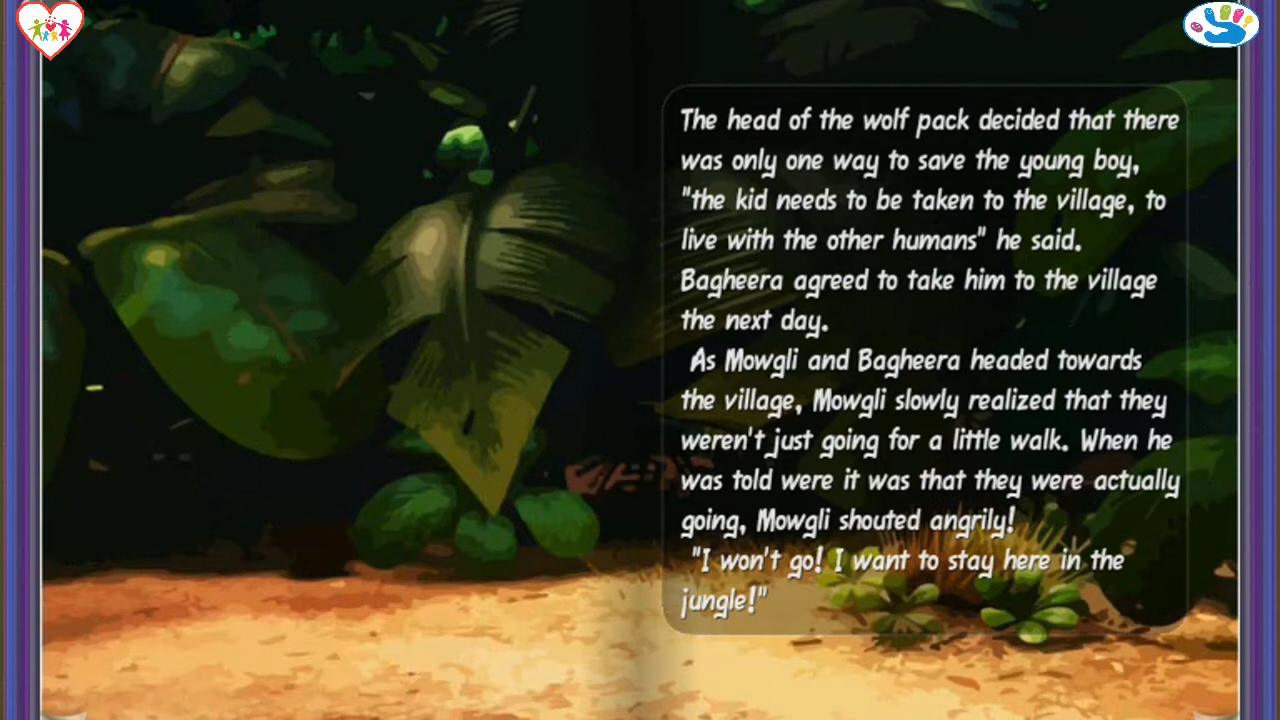 The head of the wolf pack decided that there
was only one way to save the young boy,
"the kid needs to be taken to the village, to
live with the other humans" he said.
Bagheera agreed to take him to the village
the next day.
As Mowgli and Bagheera headed towards
the village, Mowgli slowly realized that they
weren't just going for a little walk. When he
was told were it was that they were actually
going, Mowgli shouted angrily!
"I won't go! I want to stay here in the
jungle!"